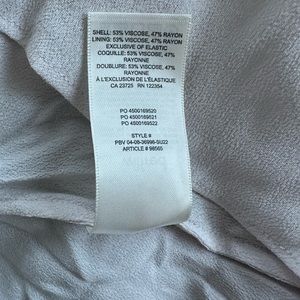 SHELL: 53% VISCOSE, 47% RAYON
LINING: 53% VISCOSE, 47% RAYON
EXCLUSIVE OF ELASTIC
COQUILLE: 53% VISCOSE, 47%
RAYONNE
DOUBLURE: 53% VISCOSE, 47%
RAYONNE
À L'EXCLUSION DE L'ÉLASTIQUE
CA 23725 RN 122354
PO 4500169520
PO 4500169521
PO 4500169522
STYLE #
PBV 04-08-36998-SU22
ARTICLE # 98565